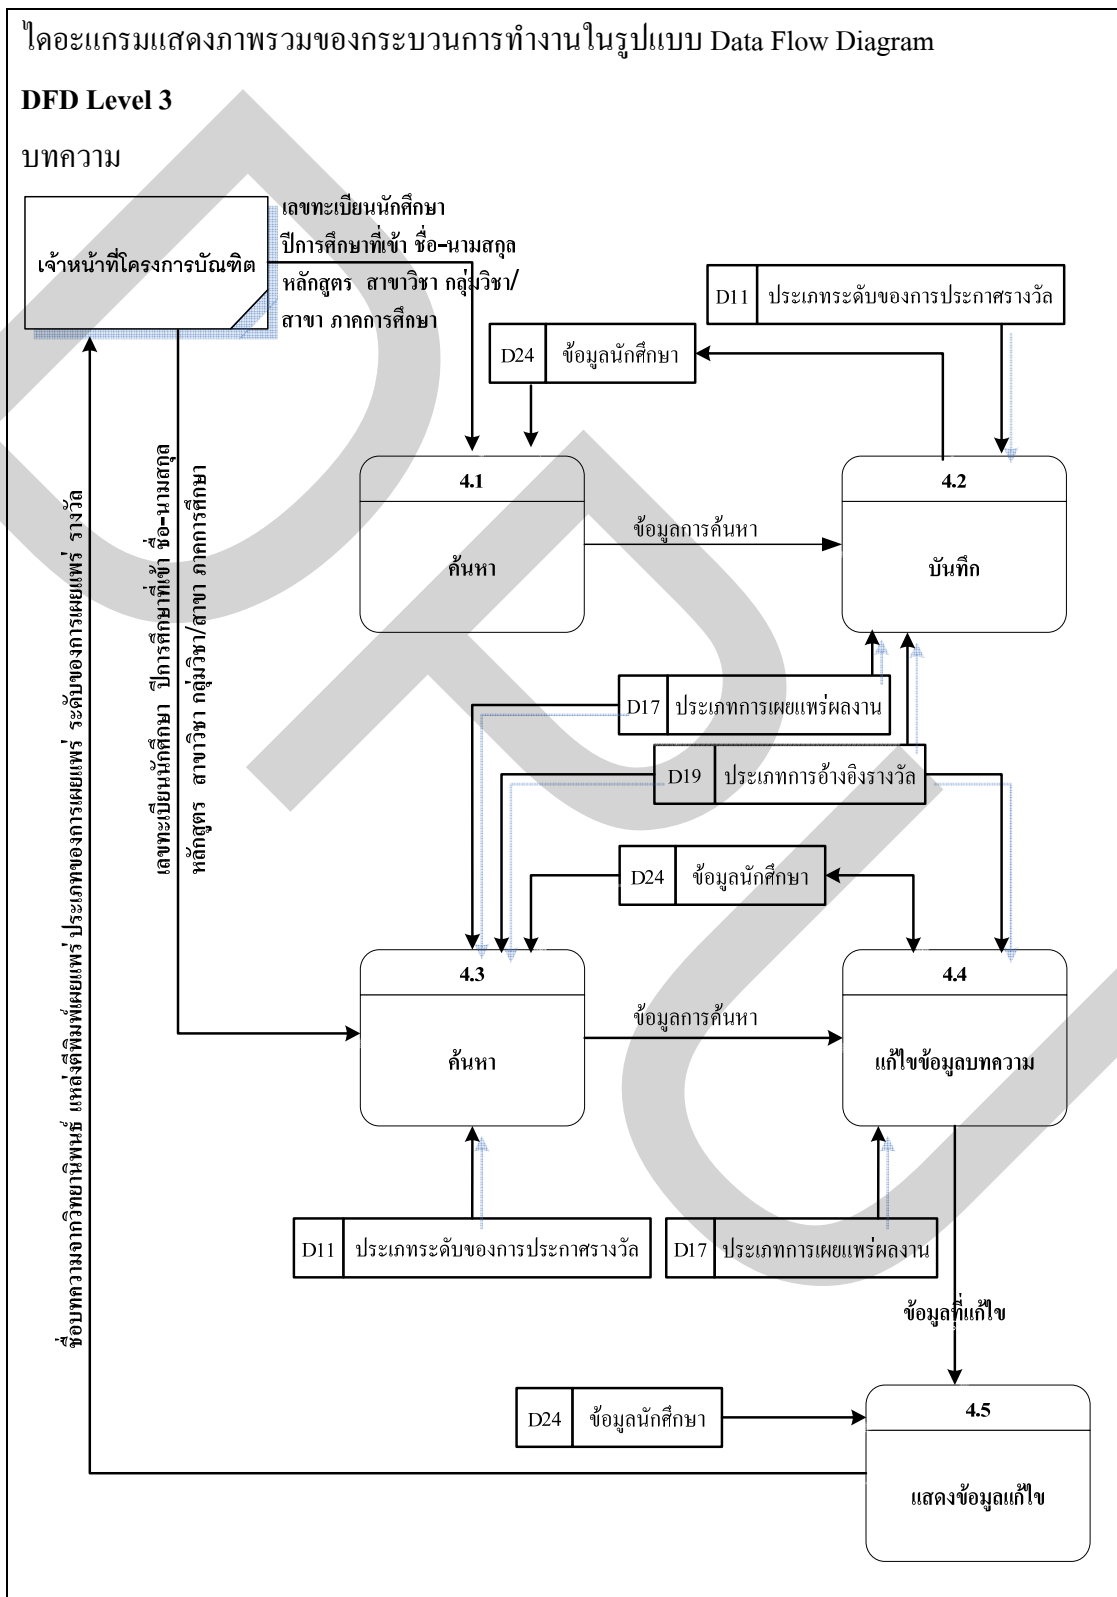 ไดอะแกรมแสดงภาพรวมของกระบวนการทำงานในรูปแบบ Data Flow Diagram
DFD Level 3
บทความ
เจ้าหน้าที่โครงการบัณฑิต
เลขทะเบียนนักศึกษา
ปีการศึกษาที่เข้า ชื่อ-นามสกุล
หลักสูตร สาขาวิชา กลุ่มวิชา/
สาขา ภาคการศึกษา
D11 ประเภทระดับของการประกาศรางวัล
D24 ข้อมูลนักศึกษา
4.1
ค้นหา
ข้อมูลการค้นหา
4.2
บันทึก
เลขทะเบียนนักศึกษา ปีการศึกษาที่เข้า ชื่อ-นามสกุล
หลักสูตร สาขาวิชา กลุ่มวิชา/สาขา ภาคการศึกษา
ชื่อบทความจากวิทยานิพนธ์ แหล่งตีพิมพ์เผยแพร่ ประเภทของการเผยแพร่ ระดับของการเผยแพร่ รางวัล
D17 ประเภทการเผยแพร่ผลงาน
D19 ประเภทการอ้างอิงรางวัล
D24 ข้อมูลนักศึกษา
4.3
ค้นหา
ข้อมูลการค้นหา
4.4
แก้ไขข้อมูลบทความ
D11 ประเภทระดับของการประกาศรางวัล
D17 ประเภทการเผยแพร่ผลงาน
ข้อมูลที่แก้ไข
D24 ข้อมูลนักศึกษา
4.5
แสดงข้อมูลแก้ไข
DPU